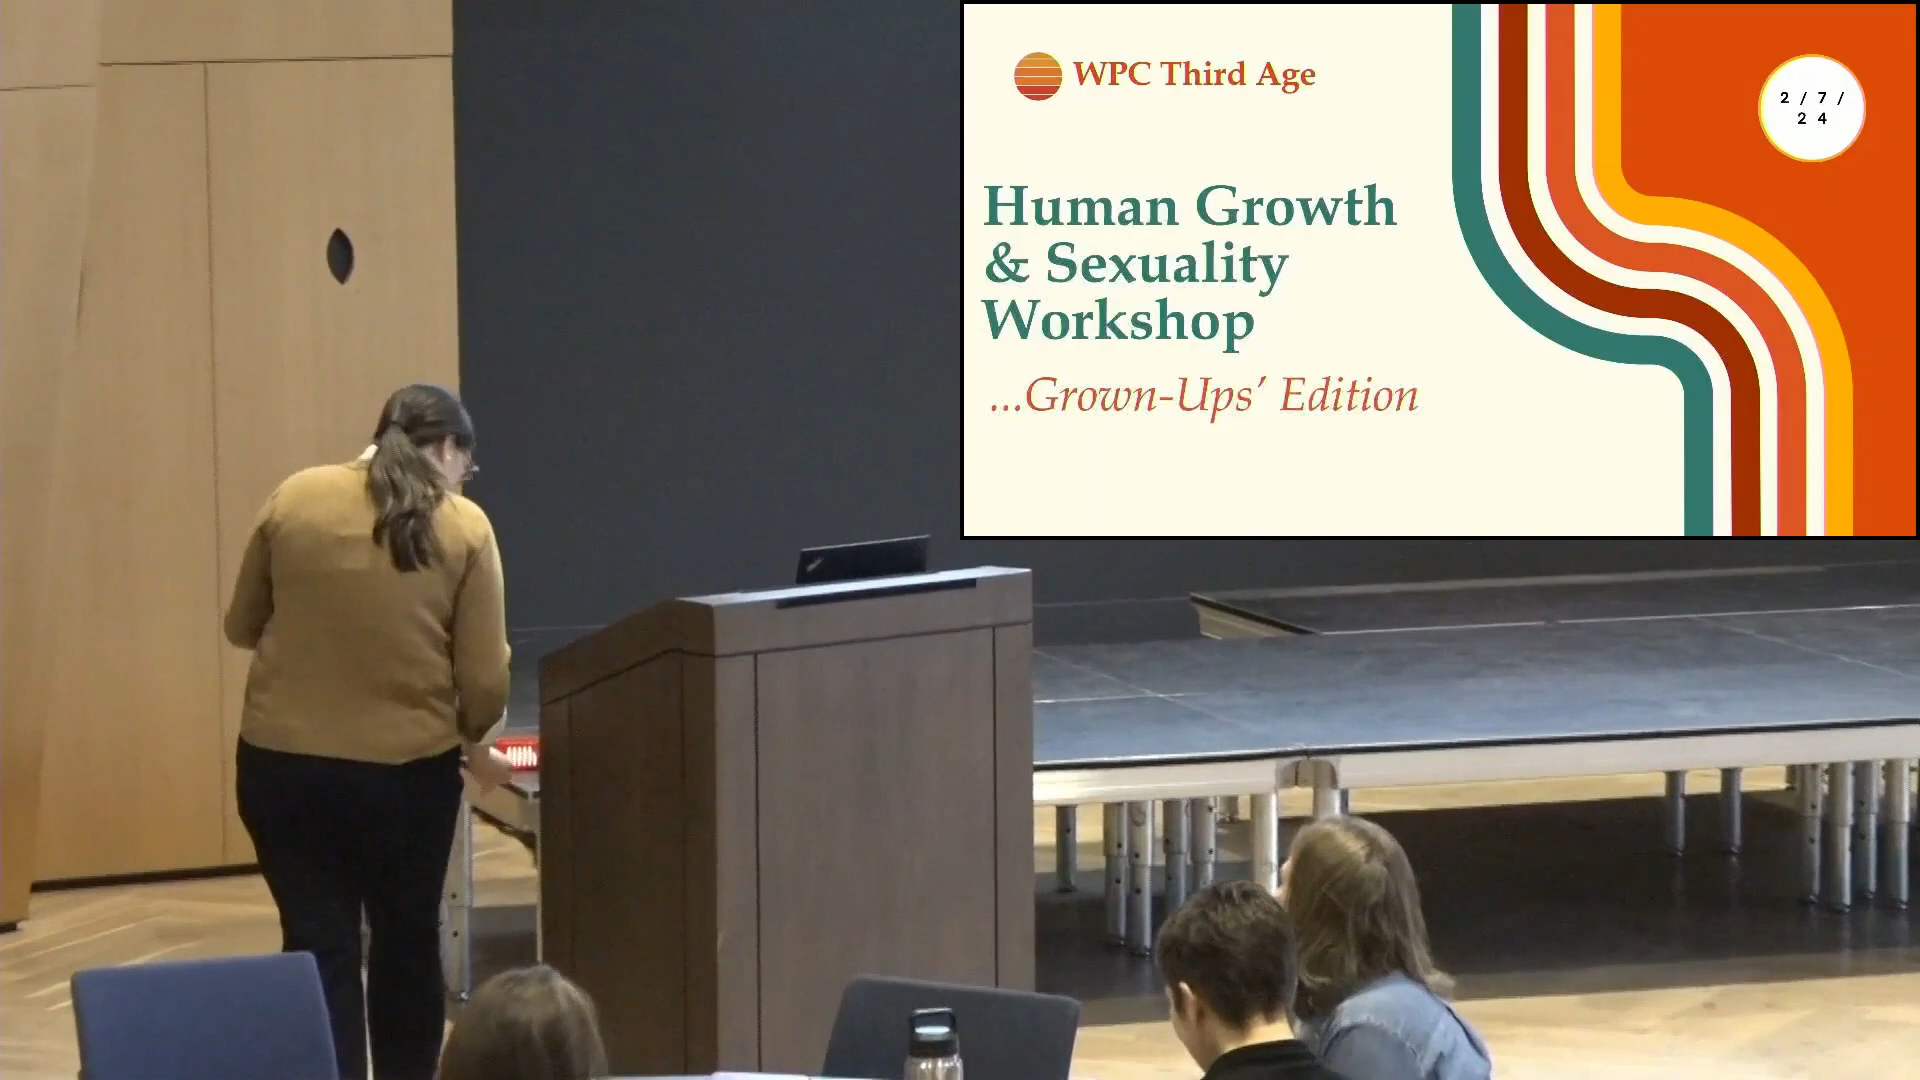 WPC Third Age
2 / 7 /
2 4
Human Growth
& Sexuality
Workshop
...Grown-Ups’ Edition